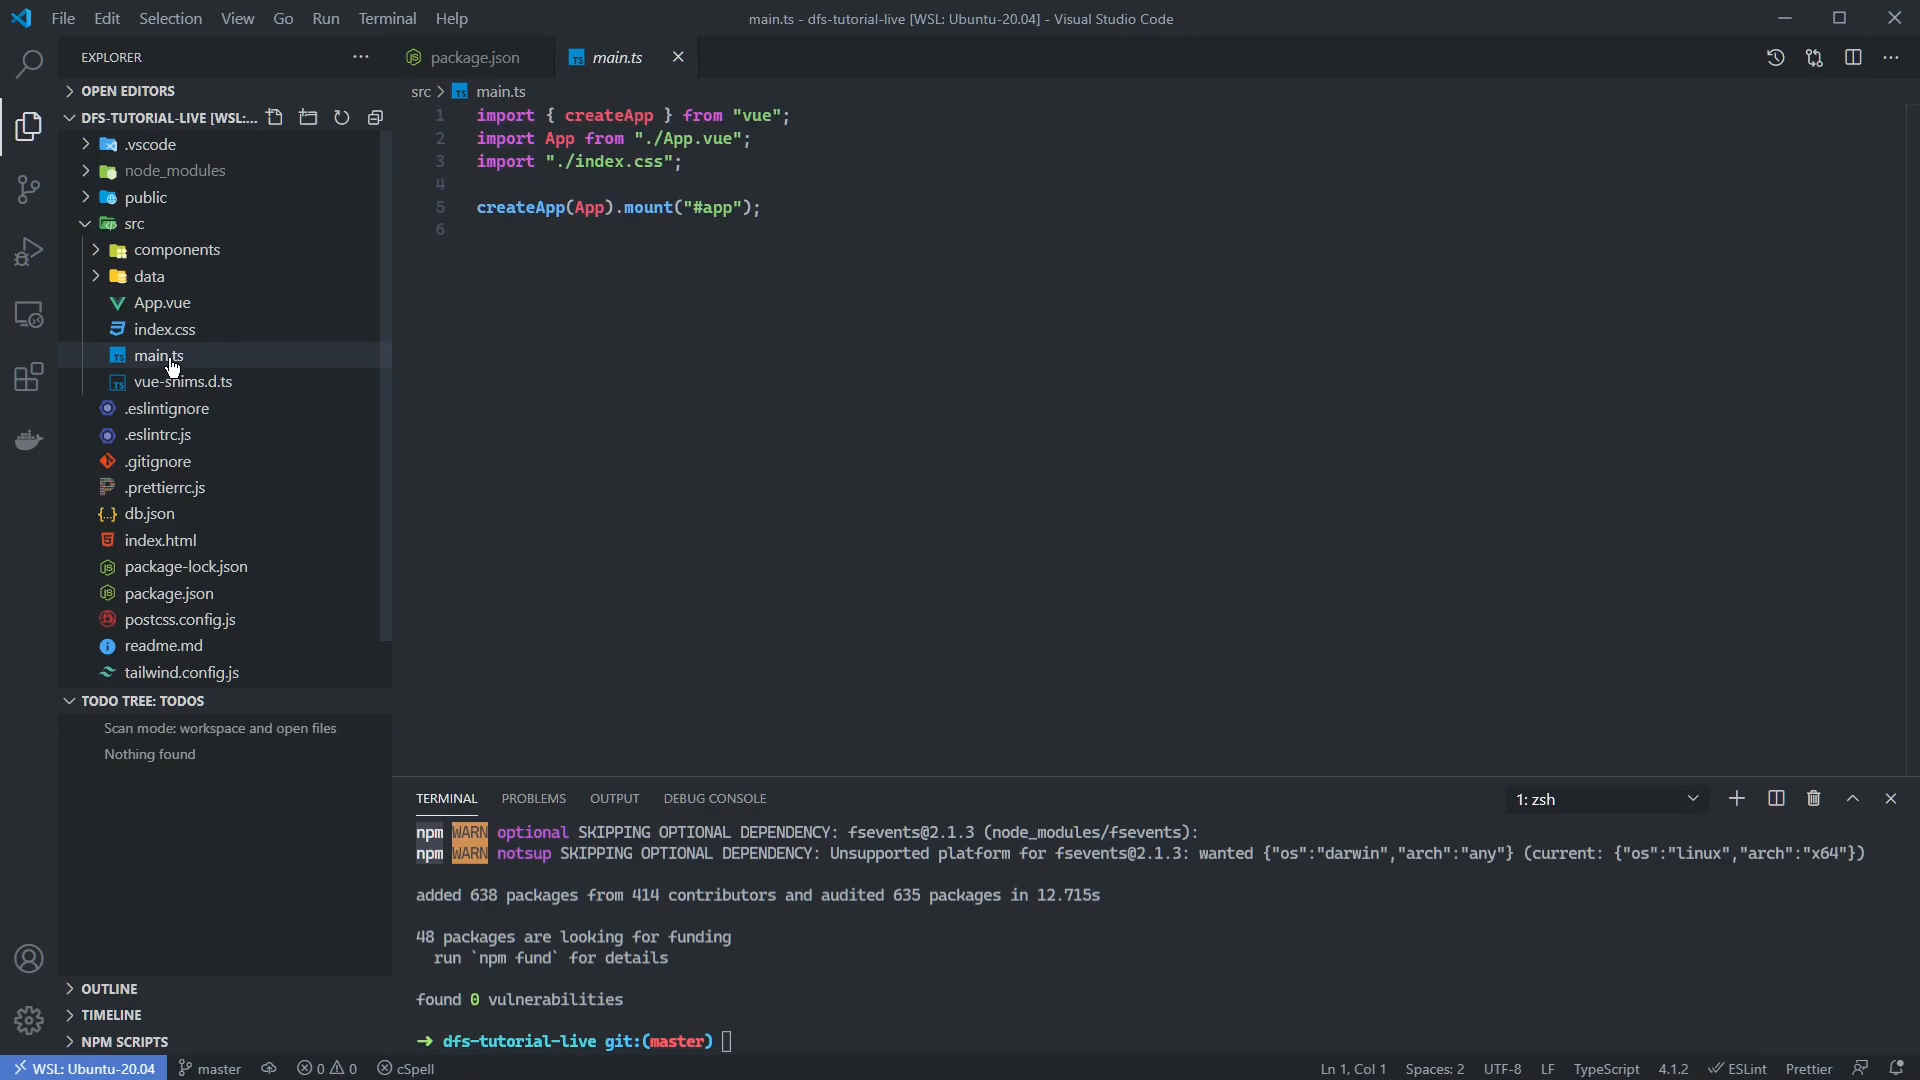 File Edit Selection View Go Run Terminal Help
main.ts - dfs-tutorial-live [WSL: Ubuntu-20.04] - Visual Studio Code
EXPLORER
OPEN EDITORS
DFS-TUTORIAL-LIVE [WSL:...
.vscode
node_modules
public
src
components
data
App.vue
index.css
main.ts
vue-shims.d.ts
.eslintignore
.eslintrc.js
.gitignore
.prettierrc.js
db.json
index.html
package-lock.json
package.json
postcss.config.js
readme.md
tailwind.config.js
TODO TREE: TODOS
Scan mode: workspace and open files
Nothing found
OUTLINE
TIMELINE
NPM SCRIPTS
package.json
main.ts
src > main.ts
1 import { createApp } from "vue";
2 import App from "./App.vue";
3 import "./index.css";
4
5 createApp(App).mount("#app");
6
TERMINAL PROBLEMS OUTPUT DEBUG CONSOLE
1: zsh
npm WARN optional SKIPPING OPTIONAL DEPENDENCY: fsevents@2.1.3 (node_modules/fsevents):
npm WARN notsup SKIPPING OPTIONAL DEPENDENCY: Unsupported platform for fsevents@2.1.3: wanted {"os":"darwin","arch":"any"} (current: {"os":"linux","arch":"x64"})
added 638 packages from 414 contributors and audited 635 packages in 12.715s
48 packages are looking for funding
run `npm fund` for details
found 0 vulnerabilities
➜ dfs-tutorial-live git:(master)
WSL: Ubuntu-20.04 master 0 0 cSpell
Ln 1, Col 1 Spaces: 2 UTF-8 LF TypeScript 4.1.2 ESLint Prettier